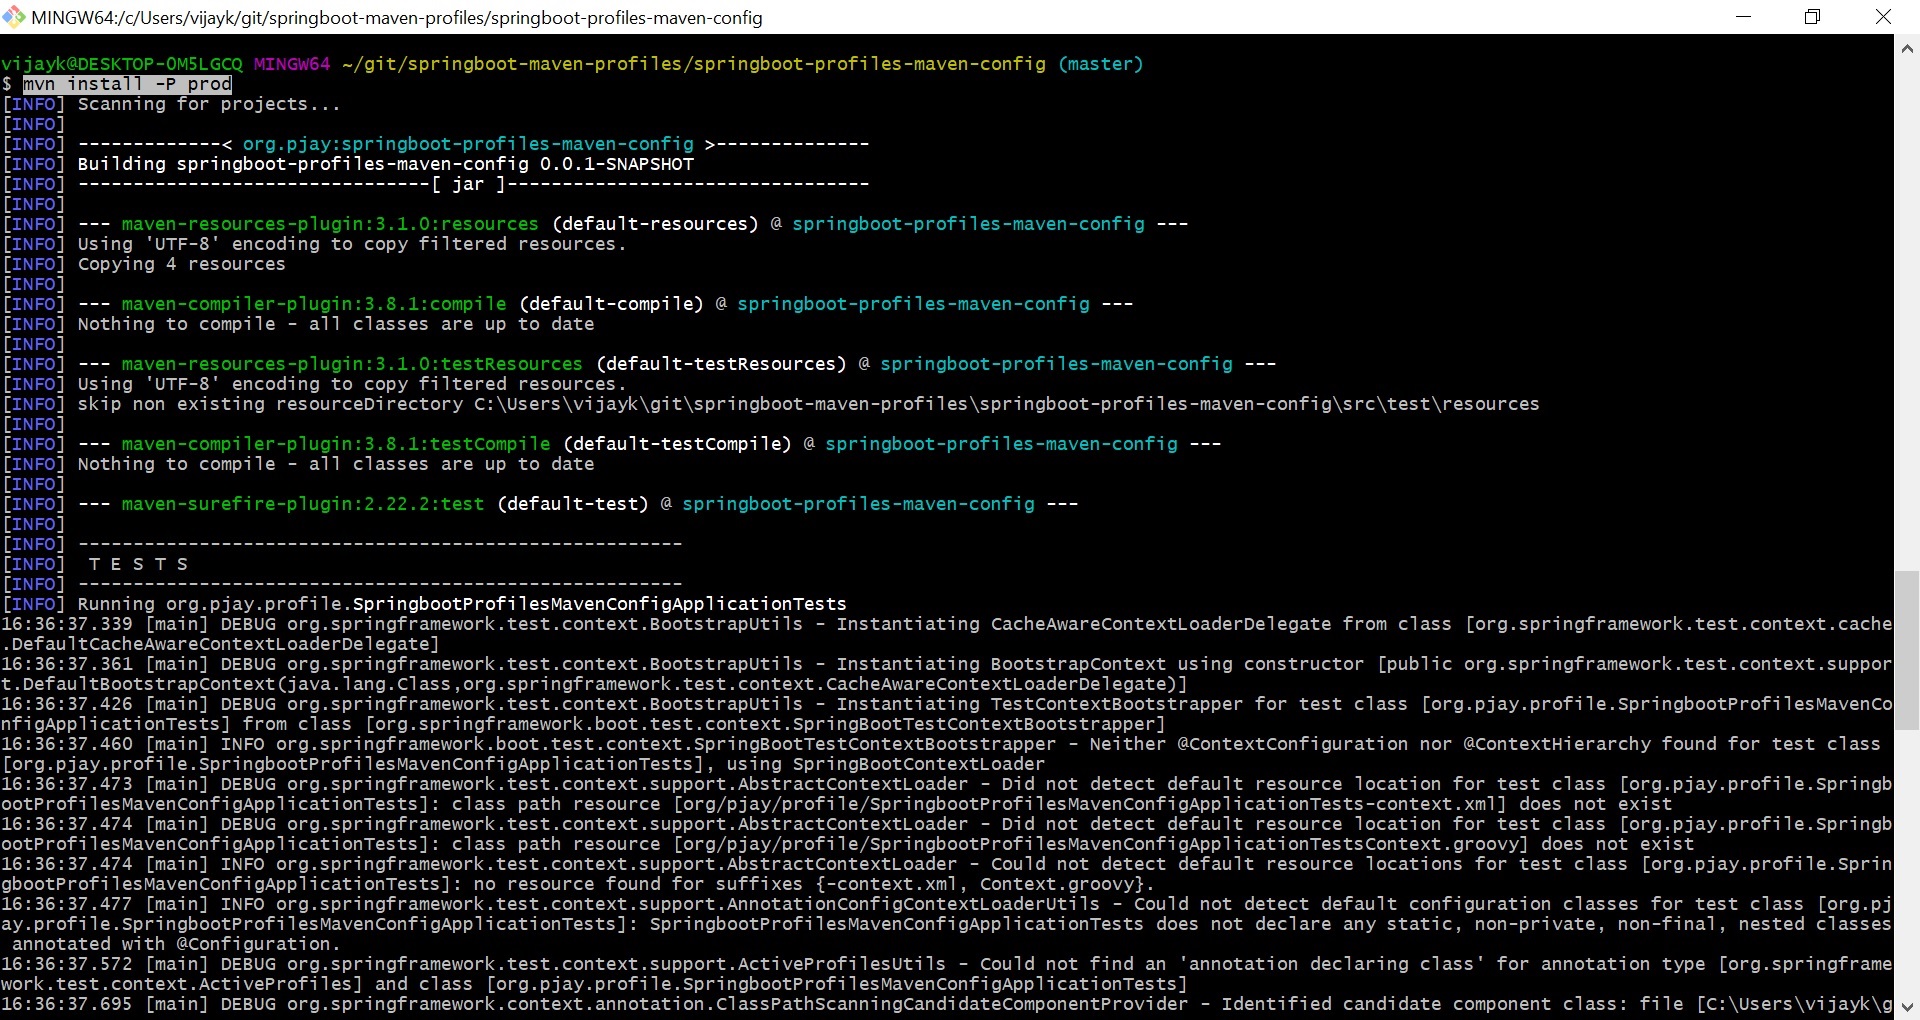 MINGW64:/c/Users/vijayk/git/springboot-maven-profiles/springboot-profiles-maven-config
vijayk@DESKTOP-0M5LGCQ MINGW64 ~/git/springboot-maven-profiles/springboot-profiles-maven-config (master)
$ mvn install -P prod
[INFO] Scanning for projects...
[INFO]
[INFO] -------------< org.pjay:springboot-profiles-maven-config >--------------
[INFO] Building springboot-profiles-maven-config 0.0.1-SNAPSHOT
[INFO] --------------------------------[ jar ]---------------------------------
[INFO]
[INFO] --- maven-resources-plugin:3.1.0:resources (default-resources) @ springboot-profiles-maven-config ---
[INFO] Using 'UTF-8' encoding to copy filtered resources.
[INFO] Copying 4 resources
[INFO]
[INFO] --- maven-compiler-plugin:3.8.1:compile (default-compile) @ springboot-profiles-maven-config ---
[INFO] Nothing to compile - all classes are up to date
[INFO]
[INFO] --- maven-resources-plugin:3.1.0:testResources (default-testResources) @ springboot-profiles-maven-config ---
[INFO] Using 'UTF-8' encoding to copy filtered resources.
[INFO] skip non existing resourceDirectory C:\Users\vijayk\git\springboot-maven-profiles\springboot-profiles-maven-config\src\test\resources
[INFO]
[INFO] --- maven-compiler-plugin:3.8.1:testCompile (default-testCompile) @ springboot-profiles-maven-config ---
[INFO] Nothing to compile - all classes are up to date
[INFO]
[INFO] --- maven-surefire-plugin:2.22.2:test (default-test) @ springboot-profiles-maven-config ---
[INFO]
[INFO] -------------------------------------------------------
[INFO]  T E S T S
[INFO] -------------------------------------------------------
[INFO] Running org.pjay.profile.SpringbootProfilesMavenConfigApplicationTests
16:36:37.339 [main] DEBUG org.springframework.test.context.BootstrapUtils - Instantiating CacheAwareContextLoaderDelegate from class [org.springframework.test.context.cache
.DefaultCacheAwareContextLoaderDelegate]
16:36:37.361 [main] DEBUG org.springframework.test.context.BootstrapUtils - Instantiating BootstrapContext using constructor [public org.springframework.test.context.suppor
t.DefaultBootstrapContext(java.lang.Class,org.springframework.test.context.CacheAwareContextLoaderDelegate)]
16:36:37.426 [main] DEBUG org.springframework.test.context.BootstrapUtils - Instantiating TestContextBootstrapper for test class [org.pjay.profile.SpringbootProfilesMavenCo
nfigApplicationTests] from class [org.springframework.boot.test.context.SpringBootTestContextBootstrapper]
16:36:37.460 [main] INFO org.springframework.boot.test.context.SpringBootTestContextBootstrapper - Neither @ContextConfiguration nor @ContextHierarchy found for test class
[org.pjay.profile.SpringbootProfilesMavenConfigApplicationTests], using SpringBootContextLoader
16:36:37.473 [main] DEBUG org.springframework.test.context.support.AbstractContextLoader - Did not detect default resource location for test class [org.pjay.profile.Springb
ootProfilesMavenConfigApplicationTests]: class path resource [org/pjay/profile/SpringbootProfilesMavenConfigApplicationTests-context.xml] does not exist
16:36:37.474 [main] DEBUG org.springframework.test.context.support.AbstractContextLoader - Did not detect default resource location for test class [org.pjay.profile.Springb
ootProfilesMavenConfigApplicationTests]: class path resource [org/pjay/profile/SpringbootProfilesMavenConfigApplicationTestsContext.groovy] does not exist
16:36:37.474 [main] INFO org.springframework.test.context.support.AbstractContextLoader - Could not detect default resource locations for test class [org.pjay.profile.Sprin
gbootProfilesMavenConfigApplicationTests]: no resource found for suffixes {-context.xml, Context.groovy}.
16:36:37.477 [main] INFO org.springframework.test.context.support.AnnotationConfigContextLoaderUtils - Could not detect default configuration classes for test class [org.pj
ay.profile.SpringbootProfilesMavenConfigApplicationTests]: SpringbootProfilesMavenConfigApplicationTests does not declare any static, non-private, non-final, nested classes
 annotated with @Configuration.
16:36:37.572 [main] DEBUG org.springframework.test.context.support.ActiveProfilesUtils - Could not find an 'annotation declaring class' for annotation type [org.springframe
work.test.context.ActiveProfiles] and class [org.pjay.profile.SpringbootProfilesMavenConfigApplicationTests]
16:36:37.695 [main] DEBUG org.springframework.context.annotation.ClassPathScanningCandidateComponentProvider - Identified candidate component class: file [C:\Users\vijayk\g